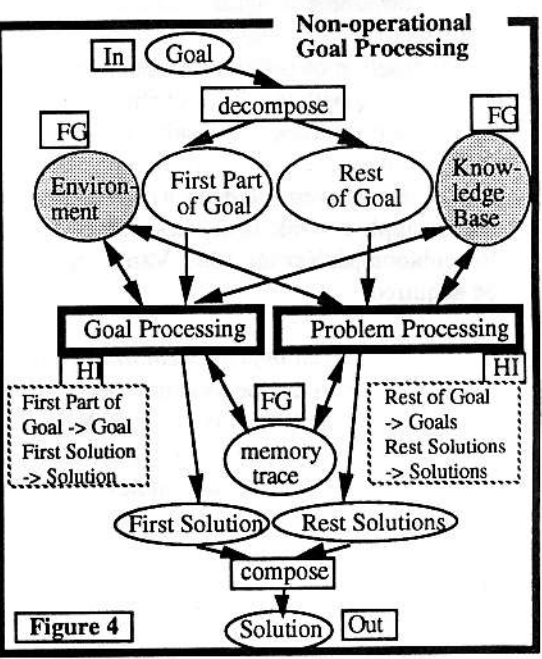 Non-operational
Goal Processing
In
Goal
decompose
FG
FG
Environ-
ment
First Part
of Goal
Rest
of Goal
Know-
ledge
Base
Goal Processing
Problem Processing
HI
HI
First Part of
Goal -> Goal
First Solution
-> Solution
FG
memory
trace
Rest of Goal
-> Goals
Rest Solutions
-> Solutions
First Solution
Rest Solutions
compose
Figure 4
Solution
Out